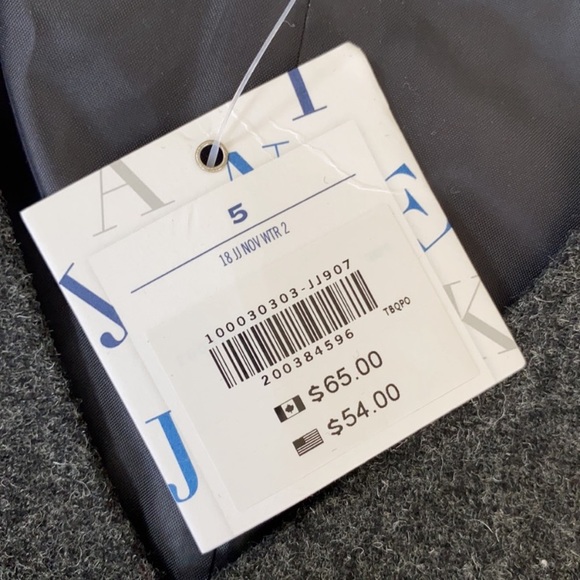 I
A N
J E
J K
5
18 JJ NOV WTR 2
100030303-JJ907
TBQPO
200384596
$65.00
$54.00